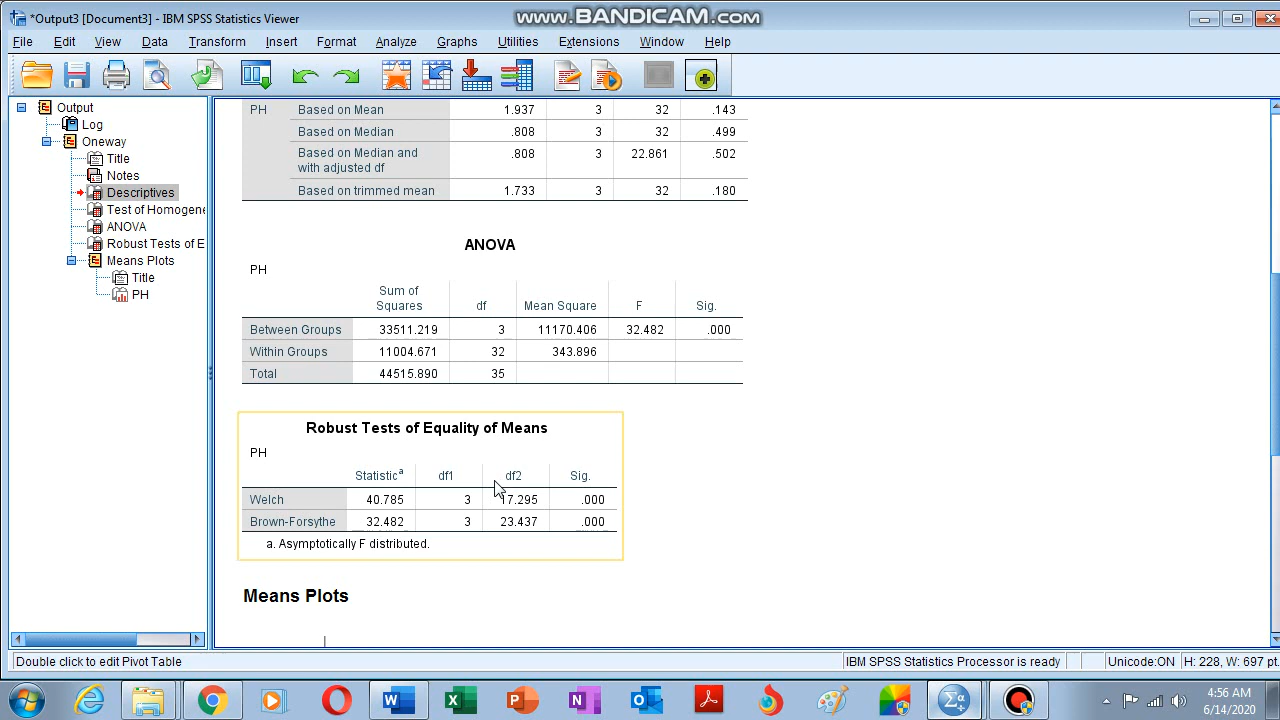 *Output3 [Document3] - IBM SPSS Statistics Viewer
www.BANDICAM.com
File Edit View Data Transform Insert Format Analyze Graphs Utilities Extensions Window Help
Output
Log
Oneway
Title
Notes
Descriptives
Test of Homogene
ANOVA
Robust Tests of E
Means Plots
Title
PH
PH Based on Mean 1.937 3 32 .143
Based on Median .808 3 32 .499
Based on Median and with adjusted df .808 3 22.861 .502
Based on trimmed mean 1.733 3 32 .180
ANOVA
PH
Sum of Squares df Mean Square F Sig.
Between Groups 33511.219 3 11170.406 32.482 .000
Within Groups 11004.671 32 343.896
Total 44515.890 35
Robust Tests of Equality of Means
PH
Statistica df1 df2 Sig.
Welch 40.785 3 17.295 .000
Brown-Forsythe 32.482 3 23.437 .000
a. Asymptotically F distributed.
Means Plots
Double click to edit Pivot Table
IBM SPSS Statistics Processor is ready Unicode:ON H: 228, W: 697 pt.
4:56 AM
6/14/2020